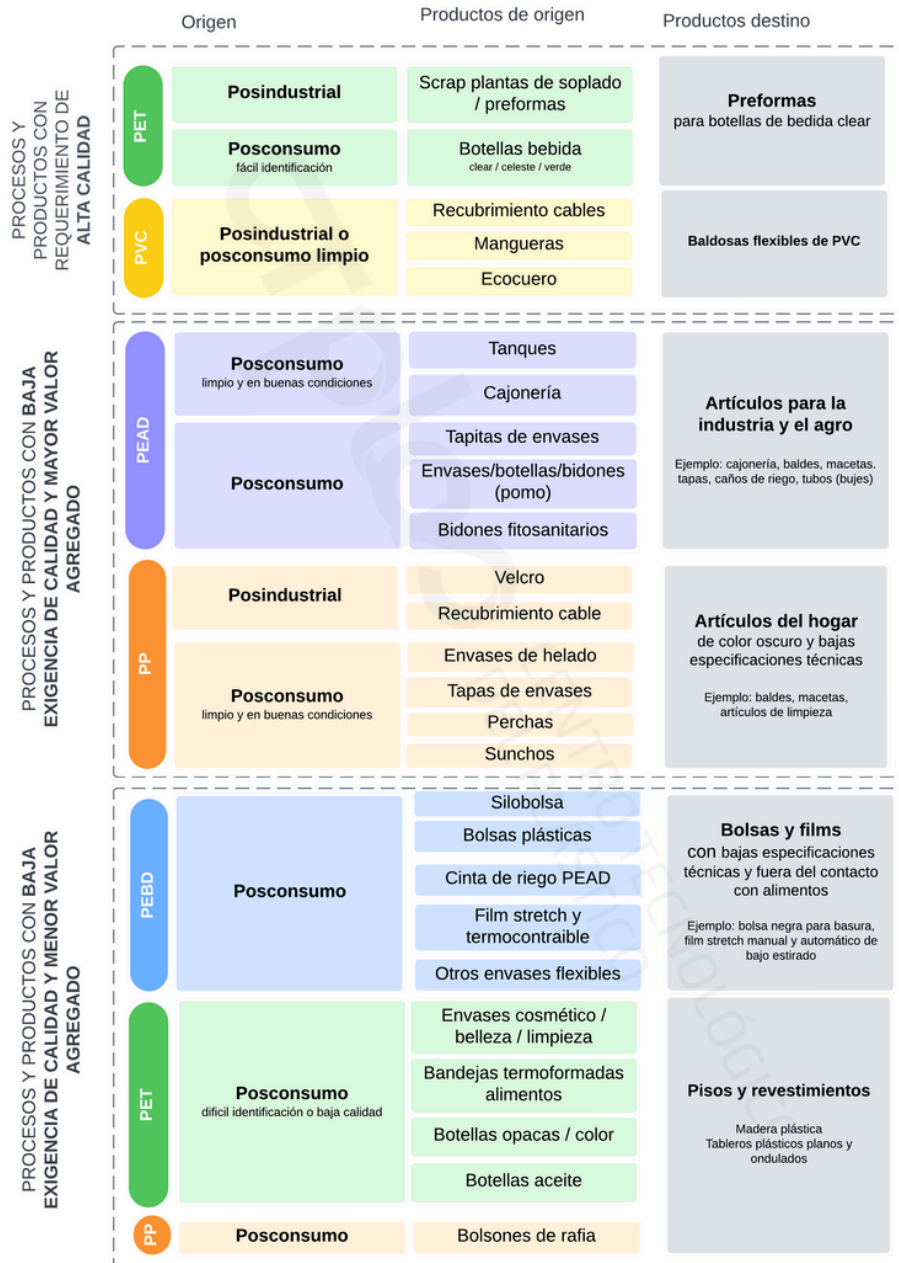 Origen
Productos de origen
Productos destino
PROCESOS Y
PRODUCTOS CON
REQUERIMIENTO DE
ALTA CALIDAD
PET
Posindustrial
Scrap plantas de soplado
/ preformas
Posconsumo
fácil identificación
Botellas bebida
clear / celeste / verde
Preformas
para botellas de bedida clear
PVC
Posindustrial o
posconsumo limpio
Recubrimiento cables
Mangueras
Ecocuero
Baldosas flexibles de PVC
PROCESOS Y PRODUCTOS CON BAJA
EXIGENCIA DE CALIDAD Y MAYOR VALOR
AGREGADO
PEAD
Posconsumo
limpio y en buenas condiciones
Tanques
Cajonería
Posconsumo
Tapitas de envases
Envases/botellas/bidones
(pomo)
Bidones fitosanitarios
Artículos para la
industria y el agro
Ejemplo: cajonería, baldes, macetas.
tapas, caños de riego, tubos (bujes)
PP
Posindustrial
Velcro
Recubrimiento cable
Posconsumo
limpio y en buenas condiciones
Envases de helado
Tapas de envases
Perchas
Sunchos
Artículos del hogar
de color oscuro y bajas
especificaciones técnicas
Ejemplo: baldes, macetas,
artículos de limpieza
PROCESOS Y PRODUCTOS CON BAJA
EXIGENCIA DE CALIDAD Y MENOR VALOR
AGREGADO
PEBD
Posconsumo
Silobolsa
Bolsas plásticas
Cinta de riego PEAD
Film stretch y
termocontraible
Otros envases flexibles
Bolsas y films
con bajas especificaciones
técnicas y fuera del contacto
con alimentos
Ejemplo: bolsa negra para basura,
film stretch manual y automático de
bajo estirado
PET
Posconsumo
dificil identificación o baja calidad
Envases cosmético /
belleza / limpieza
Bandejas termoformadas
alimentos
Botellas opacas / color
Botellas aceite
Pisos y revestimientos
Madera plástica
Tableros plásticos planos y
ondulados
PP
Posconsumo
Bolsones de rafia
CENTRO TECNOLÓGICO
DEL PLÁSTICO